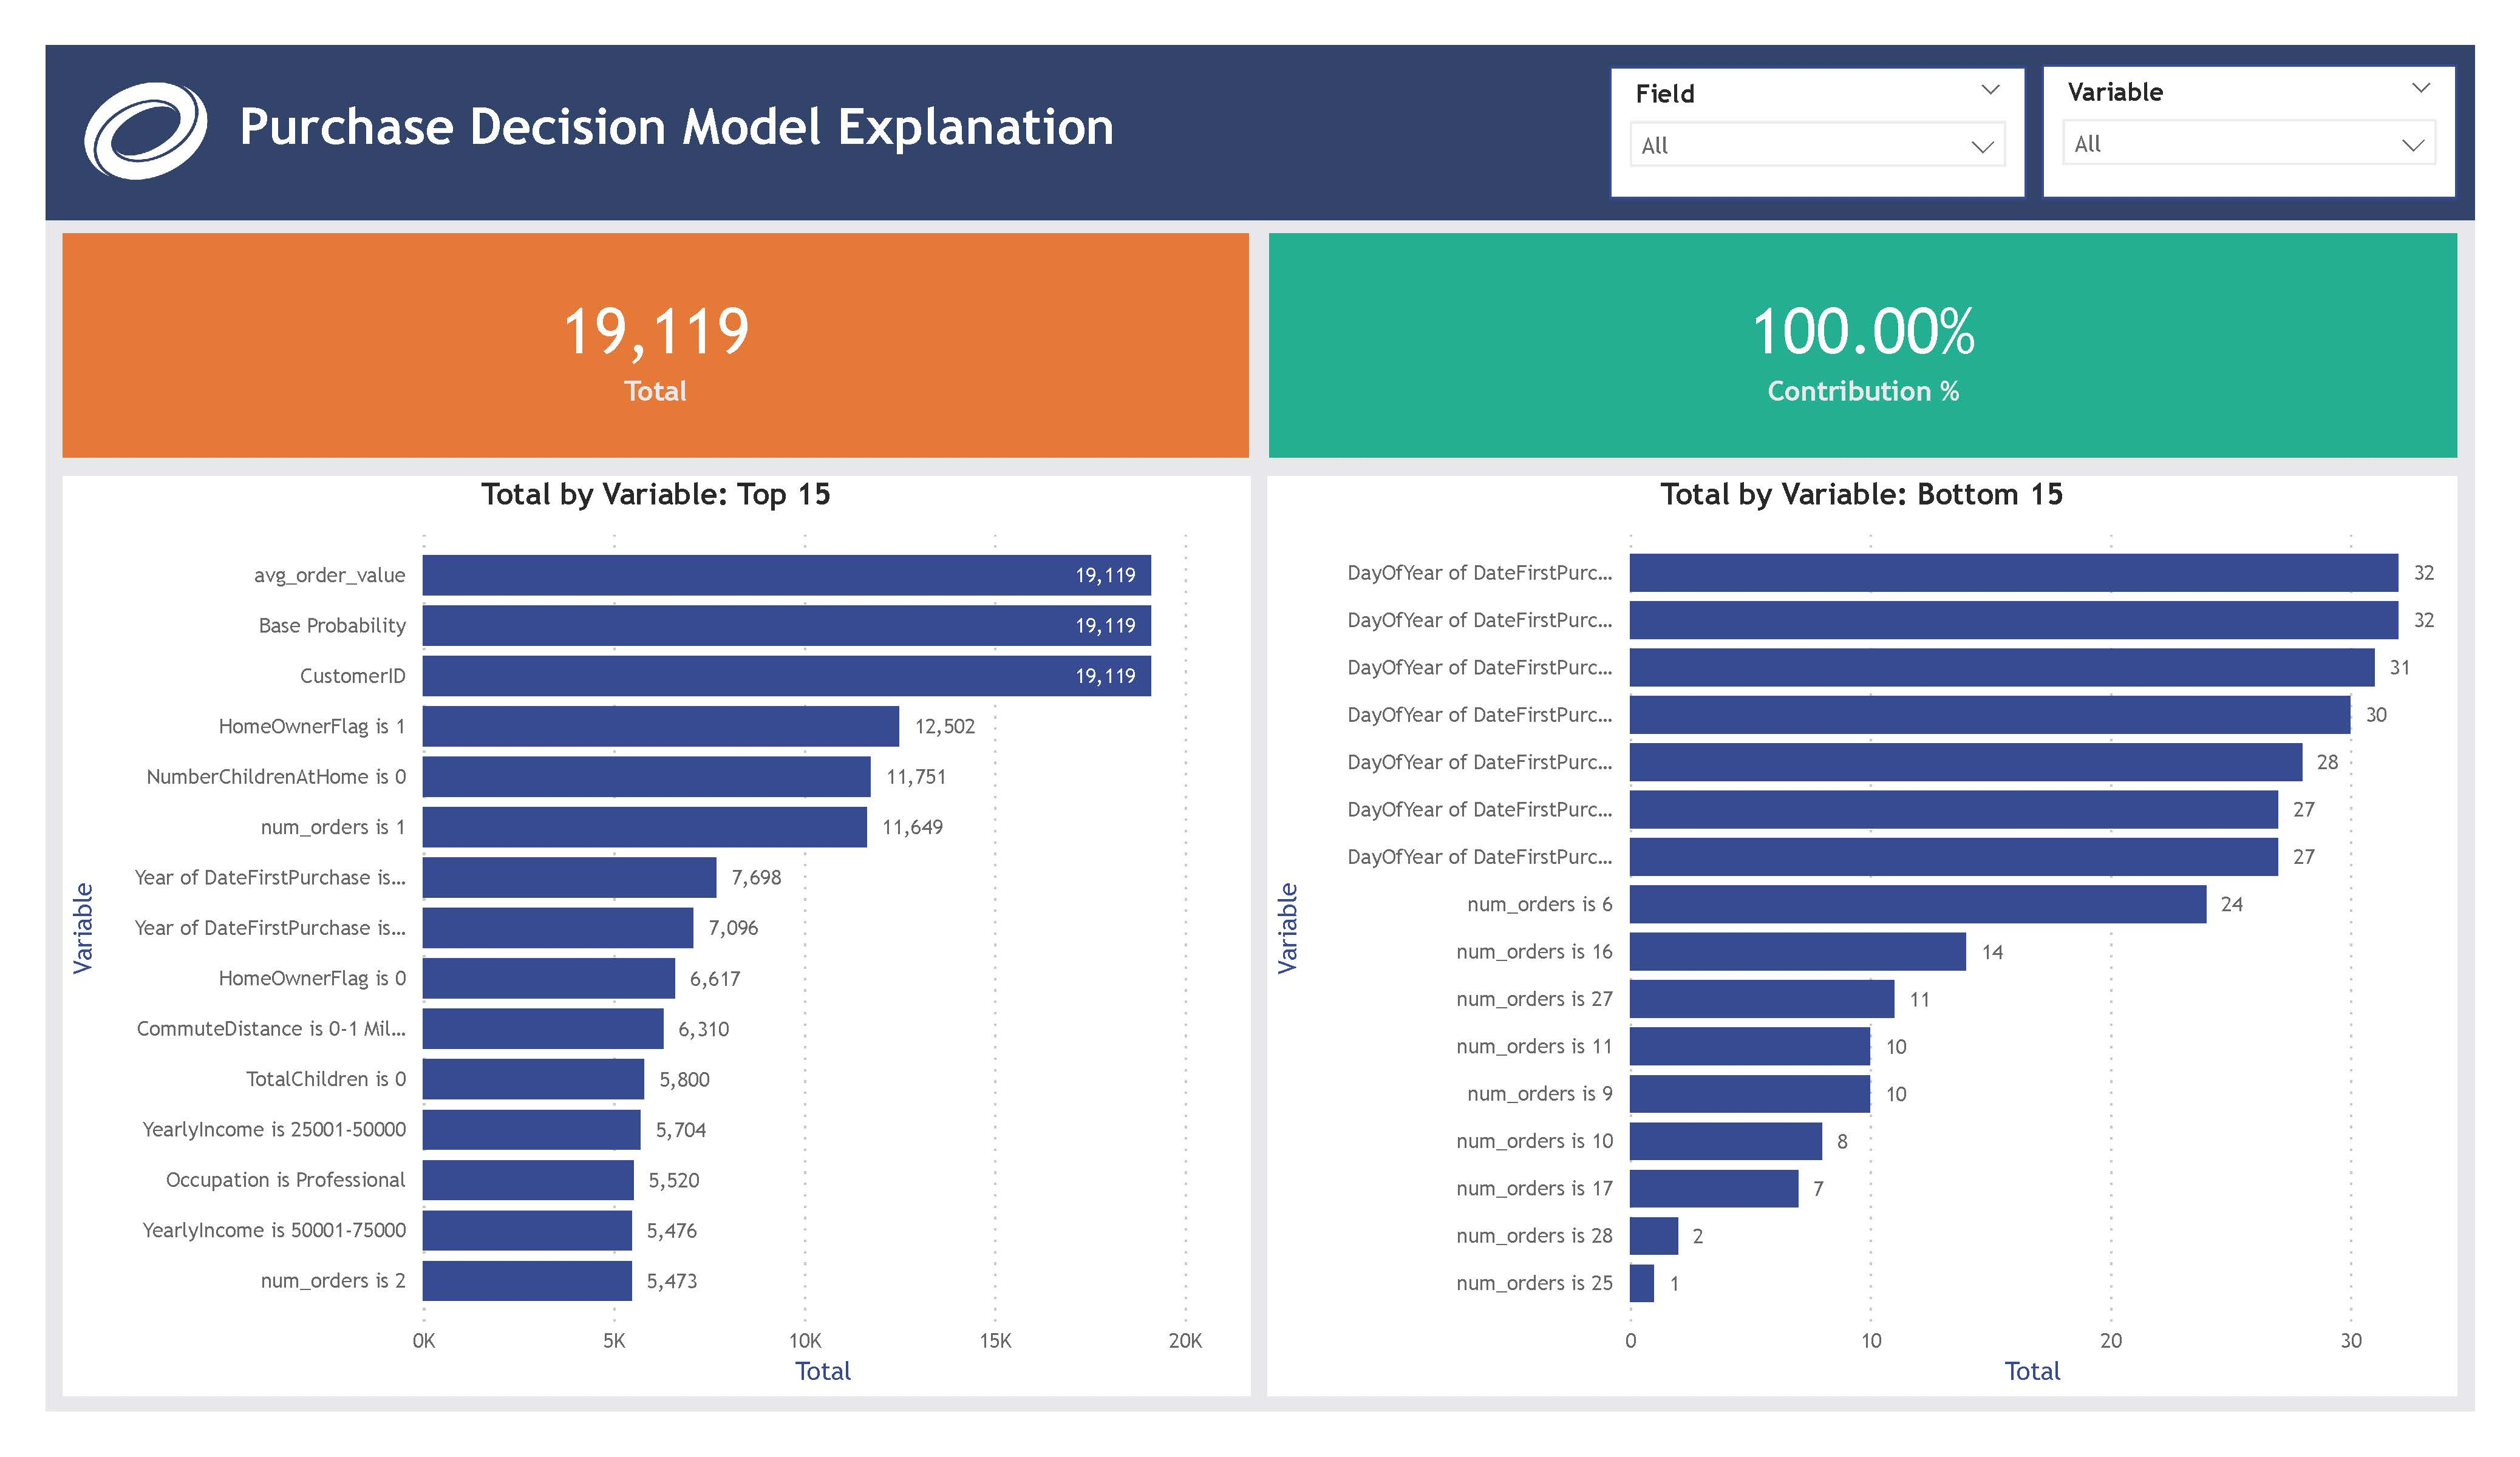 Purchase Decision Model Explanation
Field
All
Variable
All
19,119
Total
100.00%
Contribution %
Total by Variable: Top 15
Variable
avg_order_value 19,119
Base Probability 19,119
CustomerID 19,119
HomeOwnerFlag is 1 12,502
NumberChildrenAtHome is 0 11,751
num_orders is 1 11,649
Year of DateFirstPurchase is... 7,698
Year of DateFirstPurchase is... 7,096
HomeOwnerFlag is 0 6,617
CommuteDistance is 0-1 Mil... 6,310
TotalChildren is 0 5,800
YearlyIncome is 25001-50000 5,704
Occupation is Professional 5,520
YearlyIncome is 50001-75000 5,476
num_orders is 2 5,473
0K 5K 10K 15K 20K
Total
Total by Variable: Bottom 15
Variable
DayOfYear of DateFirstPurc... 32
DayOfYear of DateFirstPurc... 32
DayOfYear of DateFirstPurc... 31
DayOfYear of DateFirstPurc... 30
DayOfYear of DateFirstPurc... 28
DayOfYear of DateFirstPurc... 27
DayOfYear of DateFirstPurc... 27
num_orders is 6 24
num_orders is 16 14
num_orders is 27 11
num_orders is 11 10
num_orders is 9 10
num_orders is 10 8
num_orders is 17 7
num_orders is 28 2
num_orders is 25 1
0 10 20 30
Total